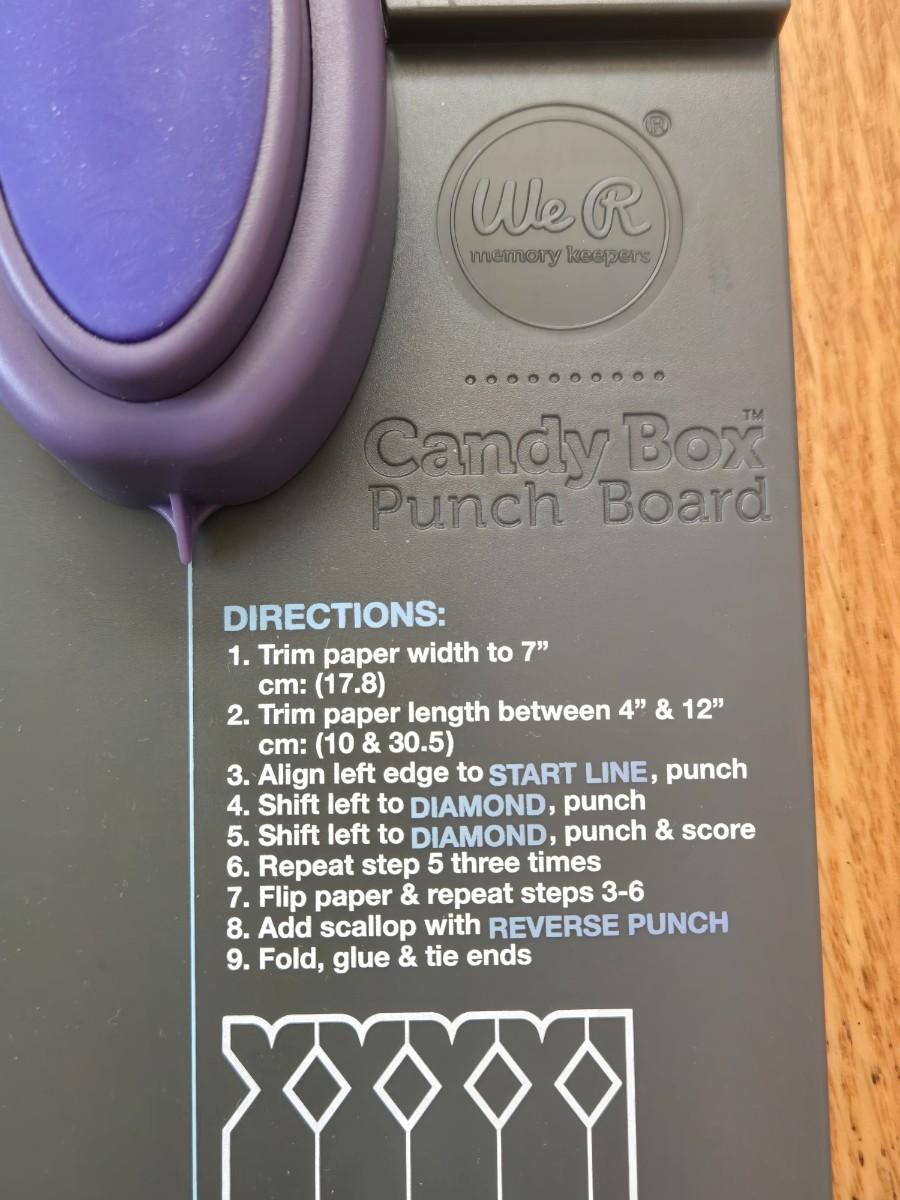 We R ®
memory keepers
Candy Box™
Punch Board
DIRECTIONS:
1. Trim paper width to 7”
cm: (17.8)
2. Trim paper length between 4” & 12”
cm: (10 & 30.5)
3. Align left edge to START LINE, punch
4. Shift left to DIAMOND, punch
5. Shift left to DIAMOND, punch & score
6. Repeat step 5 three times
7. Flip paper & repeat steps 3-6
8. Add scallop with REVERSE PUNCH
9. Fold, glue & tie ends